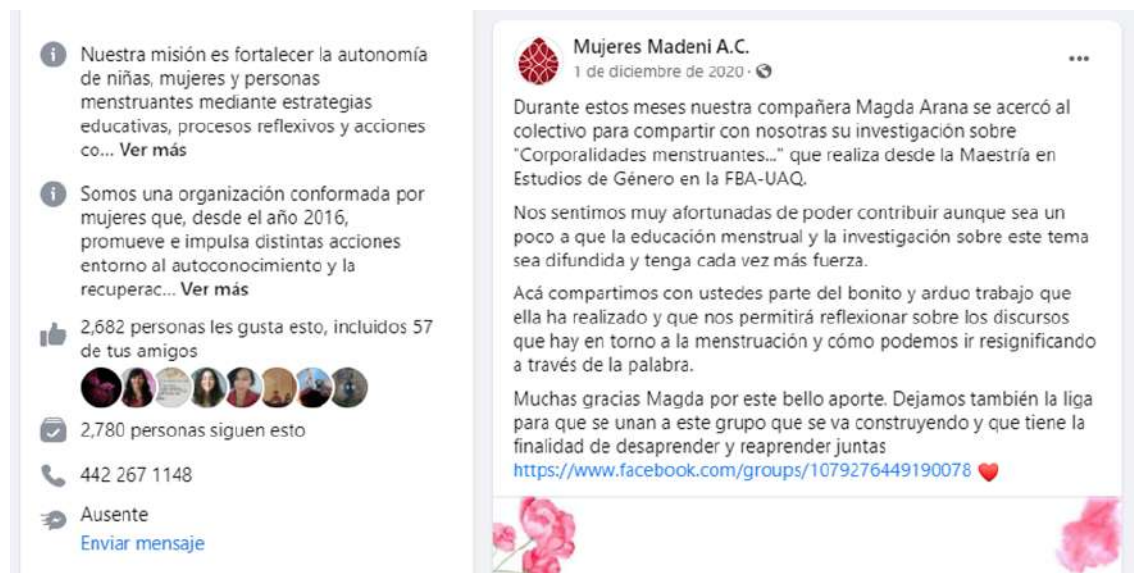 Nuestra misión es fortalecer la autonomía
de niñas, mujeres y personas
menstruantes mediante estrategias
educativas, procesos reflexivos y acciones
co... Ver más
Somos una organización conformada por
mujeres que, desde el año 2016,
promueve e impulsa distintas acciones
entorno al autoconocimiento y la
recuperac... Ver más
2,682 personas les gusta esto, incluidos 57
de tus amigos
2,780 personas siguen esto
442 267 1148
Ausente
Enviar mensaje
Mujeres Madeni A.C.
1 de diciembre de 2020 ·
Durante estos meses nuestra compañera Magda Arana se acercó al
colectivo para compartir con nosotras su investigación sobre
"Corporalidades menstruantes..." que realiza desde la Maestría en
Estudios de Género en la FBA-UAQ.
Nos sentimos muy afortunadas de poder contribuir aunque sea un
poco a que la educación menstrual y la investigación sobre este tema
sea difundida y tenga cada vez más fuerza.
Acá compartimos con ustedes parte del bonito y arduo trabajo que
ella ha realizado y que nos permitirá reflexionar sobre los discursos
que hay en torno a la menstruación y cómo podemos ir resignificando
a través de la palabra.
Muchas gracias Magda por este bello aporte. Dejamos también la liga
para que se unan a este grupo que se va construyendo y que tiene la
finalidad de desaprender y reaprender juntas
https://www.facebook.com/groups/1079276449190078 ❤️